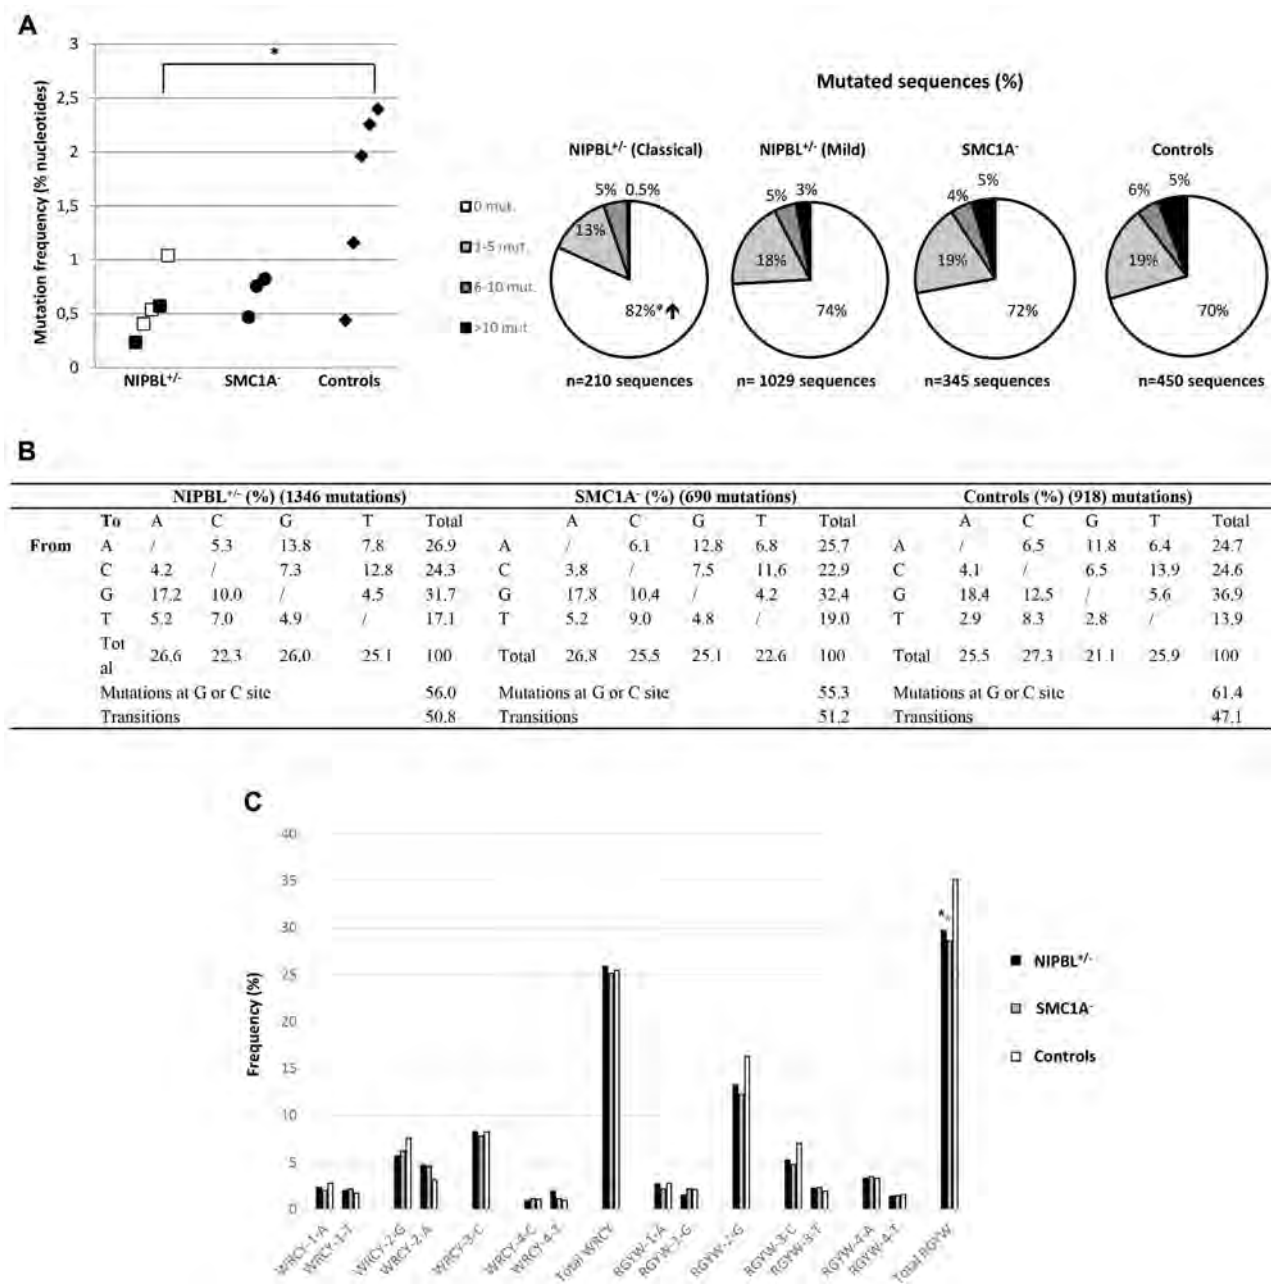 A
Mutation frequency (% nucleotides)
3
2,5
2
1,5
1
0,5
0
*
NIPBL+/-
SMC1A-
Controls
Mutated sequences (%)
0 mut.
1-5 mut.
6-10 mut.
>10 mut.
NIPBL+/- (Classical)
5%
0.5%
13%
82%*
n=210 sequences
NIPBL+/- (Mild)
5%
3%
18%
74%
n= 1029 sequences
SMC1A-
4%
5%
19%
72%
n=345 sequences
Controls
6%
5%
19%
70%
n=450 sequences
B
NIPBL+/- (%) (1346 mutations) SMC1A- (%) (690 mutations) Controls (%) (918) mutations)
To A C G T Total A C G T Total A C G T Total
From A / 5.3 13.8 7.8 26.9 A / 6.1 12.8 6.8 25.7 A / 6.5 11.8 6.4 24.7
C 4.2 / 7.3 12.8 24.3 C 3.8 / 7.5 11.6 22.9 C 4.1 / 6.5 13.9 24.6
G 17.2 10.0 / 4.5 31.7 G 17.8 10.4 / 4.2 32.4 G 18.4 12.5 / 5.6 36.9
T 5.2 7.0 4.9 / 17.1 T 5.2 9.0 4.8 / 19.0 T 2.9 8.3 2.8 / 13.9
Tot
al 26.6 22.3 26.0 25.1 100 Total 26.8 25.5 25.1 22.6 100 Total 25.5 27.3 21.1 25.9 100
Mutations at G or C site 56.0 Mutations at G or C site 55.3 Mutations at G or C site 61.4
Transitions 50.8 Transitions 51.2 Transitions 47.1
C
Frequency (%)
40
35
30
25
20
15
10
5
0
* *
WRCY-1-A
WRCY-1-T
WRCY-2-G
WRCY-2-A
WRCY-3-C
WRCY-4-C
WRCY-4-T
Total WRCY
RGYW-1-A
RGYW-1-G
RGYW-2-G
RGYW-3-C
RGYW-3-T
RGYW-4-A
RGYW-4-T
Total RGYW
NIPBL+/-
SMC1A-
Controls